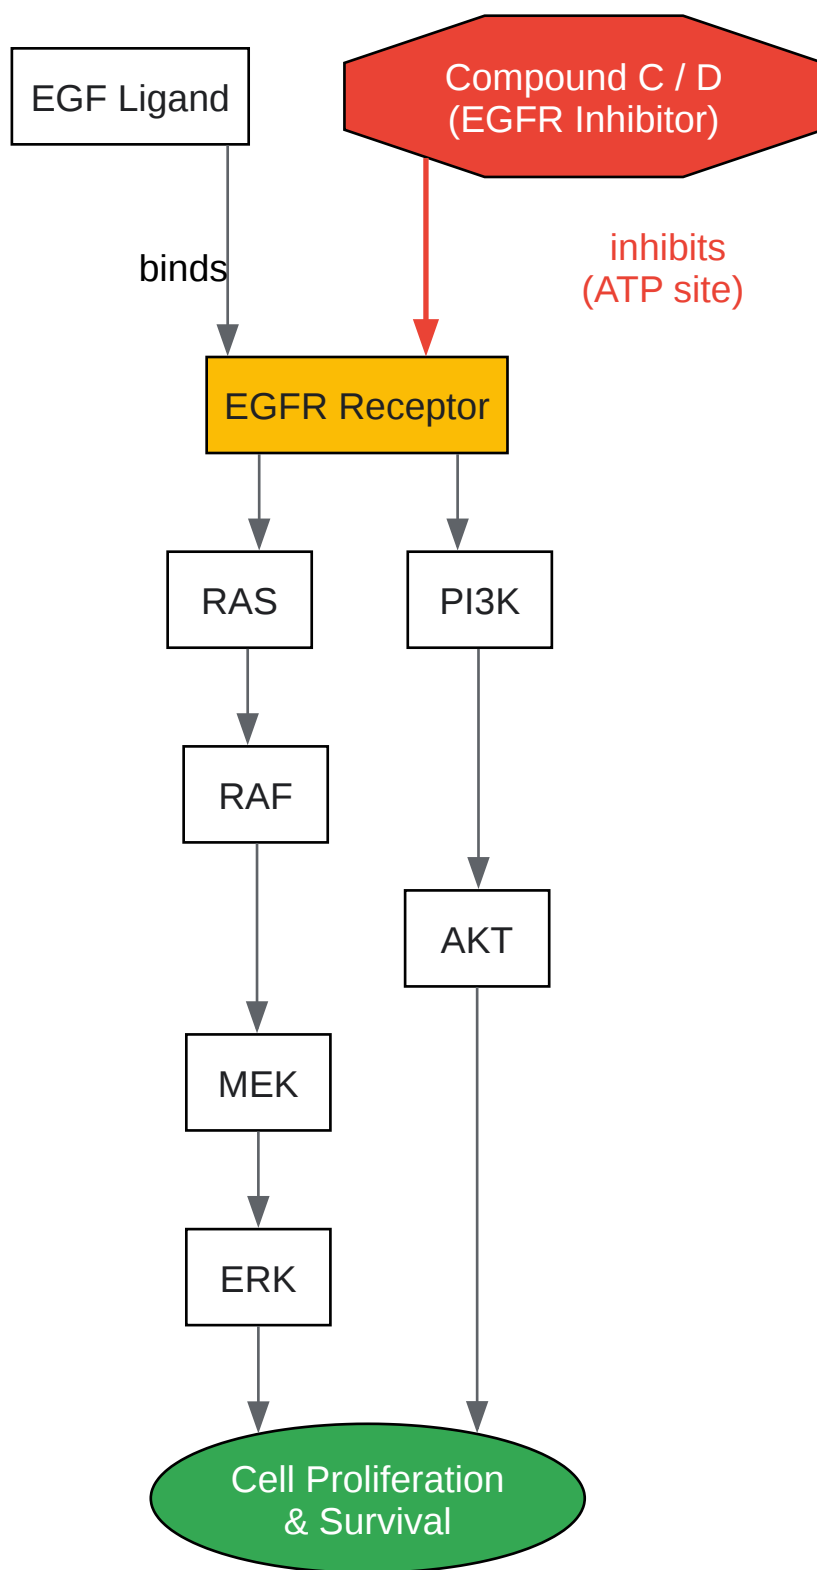 EGF Ligand
Compound C / D
(EGFR Inhibitor)
binds
inhibits
(ATP site)
EGFR Receptor
RAS
PI3K
RAF
AKT
MEK
ERK
Cell Proliferation
& Survival